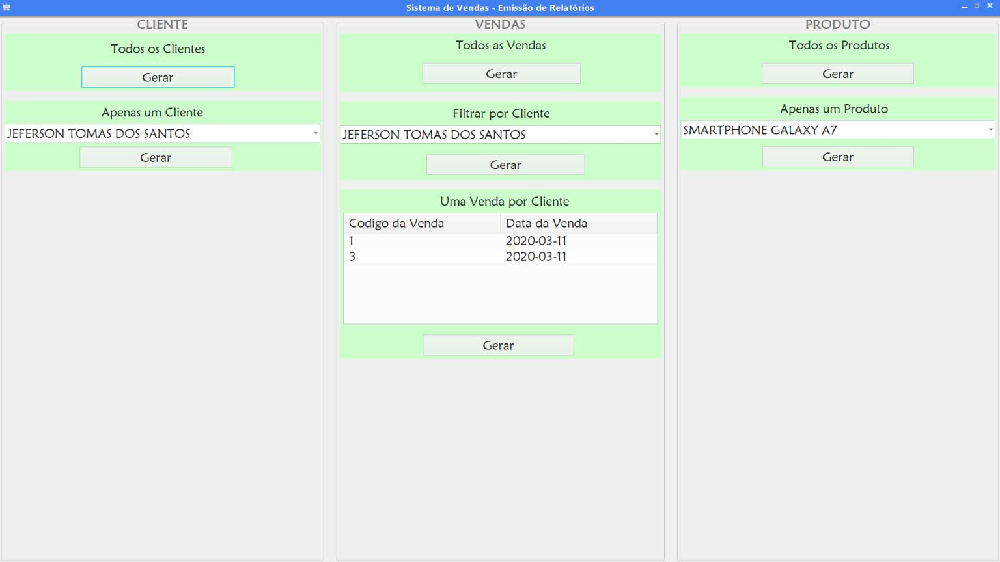 Sistema de Vendas - Emissão de Relatórios
CLIENTE
Todos os Clientes
Gerar
Apenas um Cliente
JEFERSON TOMAS DOS SANTOS
Gerar
VENDAS
Todos as Vendas
Gerar
Filtrar por Cliente
JEFERSON TOMAS DOS SANTOS
Gerar
Uma Venda por Cliente
Codigo da Venda Data da Venda
1 2020-03-11
3 2020-03-11
Gerar
PRODUTO
Todos os Produtos
Gerar
Apenas um Produto
SMARTPHONE GALAXY A7
Gerar